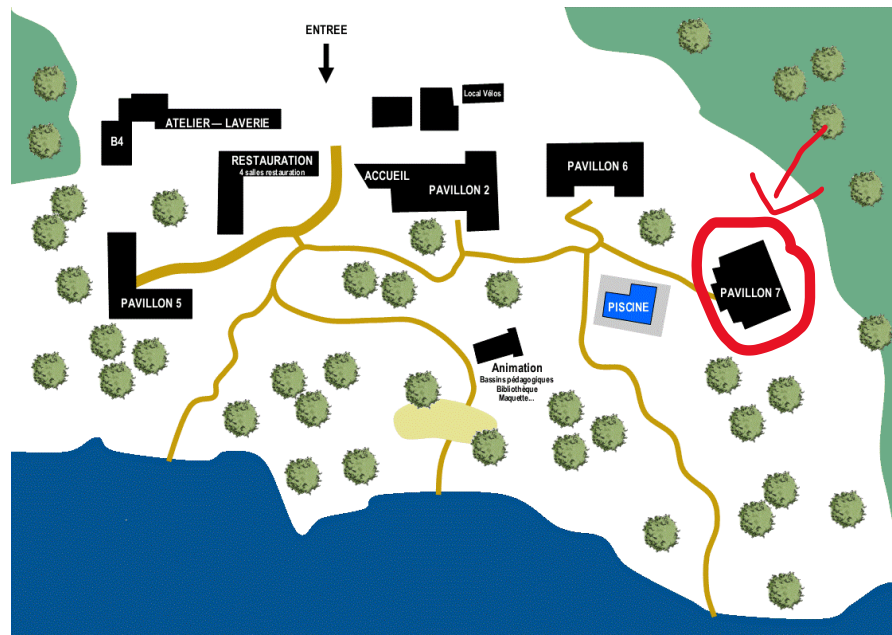 ENTREE
Local Vélos
ATELIER — LAVERIE
B4
RESTAURATION
4 salles restauration
ACCUEIL
PAVILLON 2
PAVILLON 6
PAVILLON 5
PISCINE
PAVILLON 7
Animation
Bassins pédagogiques
Bibliothèque
Maquette...